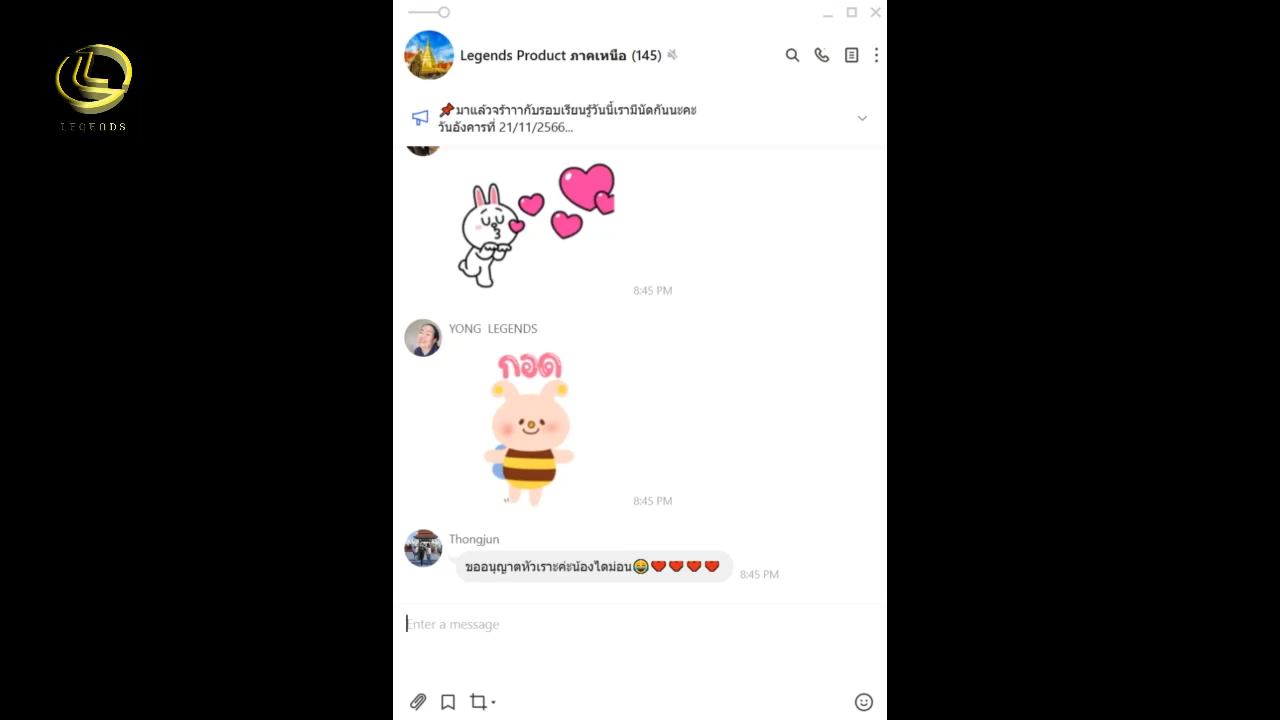 LEGENDS
Legends Product ภาคเหนือ (145)
📌มาแล้วจร้าาากับรอบเรียนรู้วันนี้เรามีนัดกันนะคะ
วันอังคารที่ 21/11/2566...
8:45 PM
YONG LEGENDS
กอด
8:45 PM
Thongjun
ขออนุญาตหัวเราะค่ะน้องไดม่อน😂❤❤❤❤
8:45 PM
Enter a message